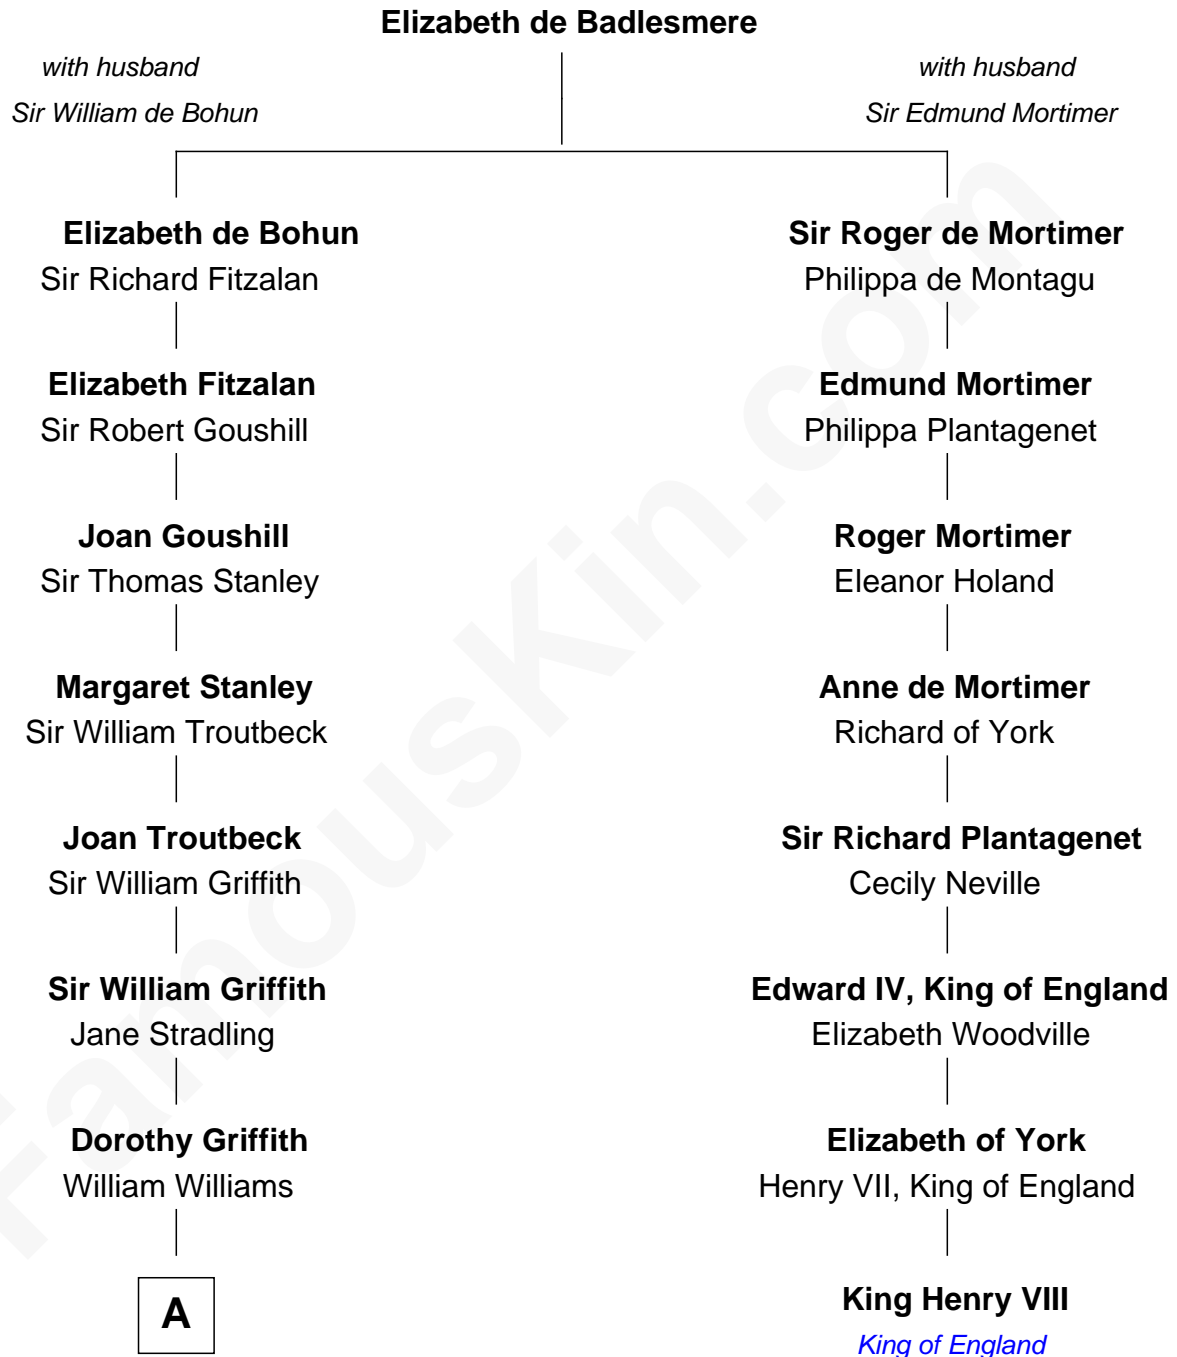 Elizabeth de Badlesmere
with husband
Sir William de Bohun
with husband
Sir Edmund Mortimer
Elizabeth de Bohun
Sir Richard Fitzalan
Sir Roger de Mortimer
Philippa de Montagu
Elizabeth Fitzalan
Sir Robert Goushill
Edmund Mortimer
Philippa Plantagenet
Joan Goushill
Sir Thomas Stanley
Roger Mortimer
Eleanor Holand
Margaret Stanley
Sir William Troutbeck
Anne de Mortimer
Richard of York
Joan Troutbeck
Sir William Griffith
Sir Richard Plantagenet
Cecily Neville
Sir William Griffith
Jane Stradling
Edward IV, King of England
Elizabeth Woodville
Dorothy Griffith
William Williams
Elizabeth of York
Henry VII, King of England
A
King Henry VIII
King of England
FamousKin.com